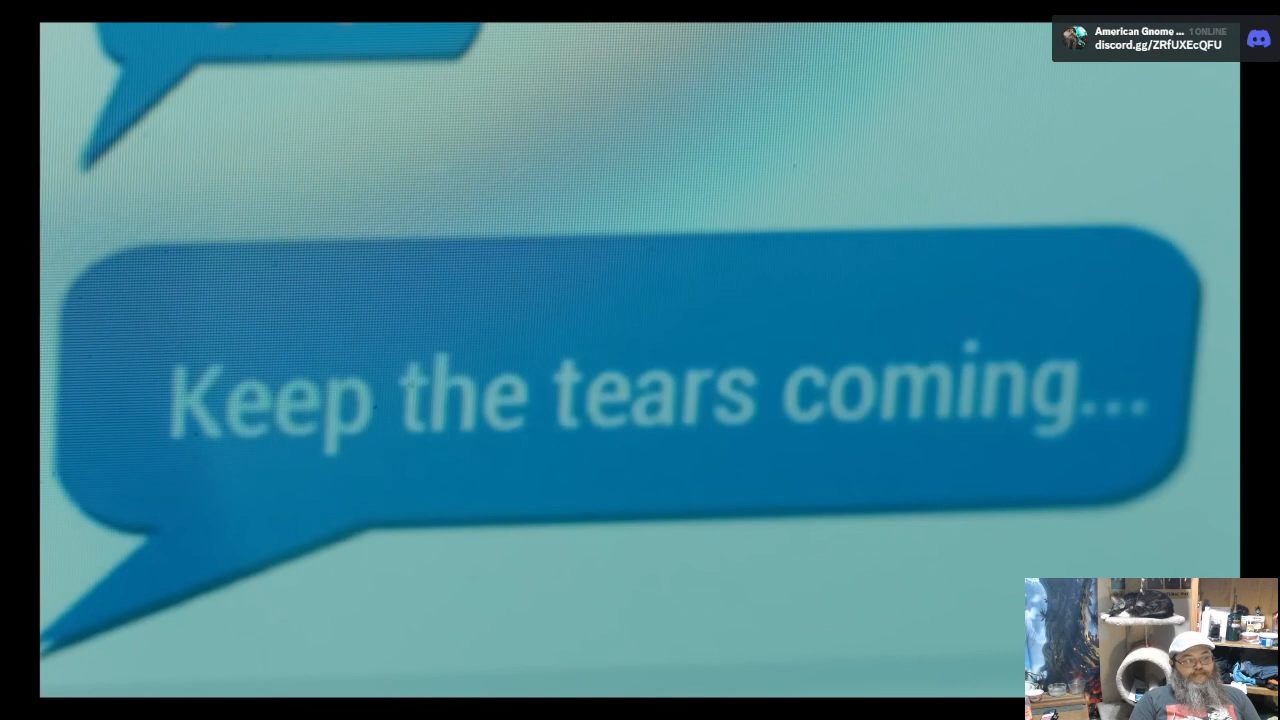 American Gnome ... 1 ONLINE
discord.gg/ZRfUXEcQFU
Keep the tears coming...